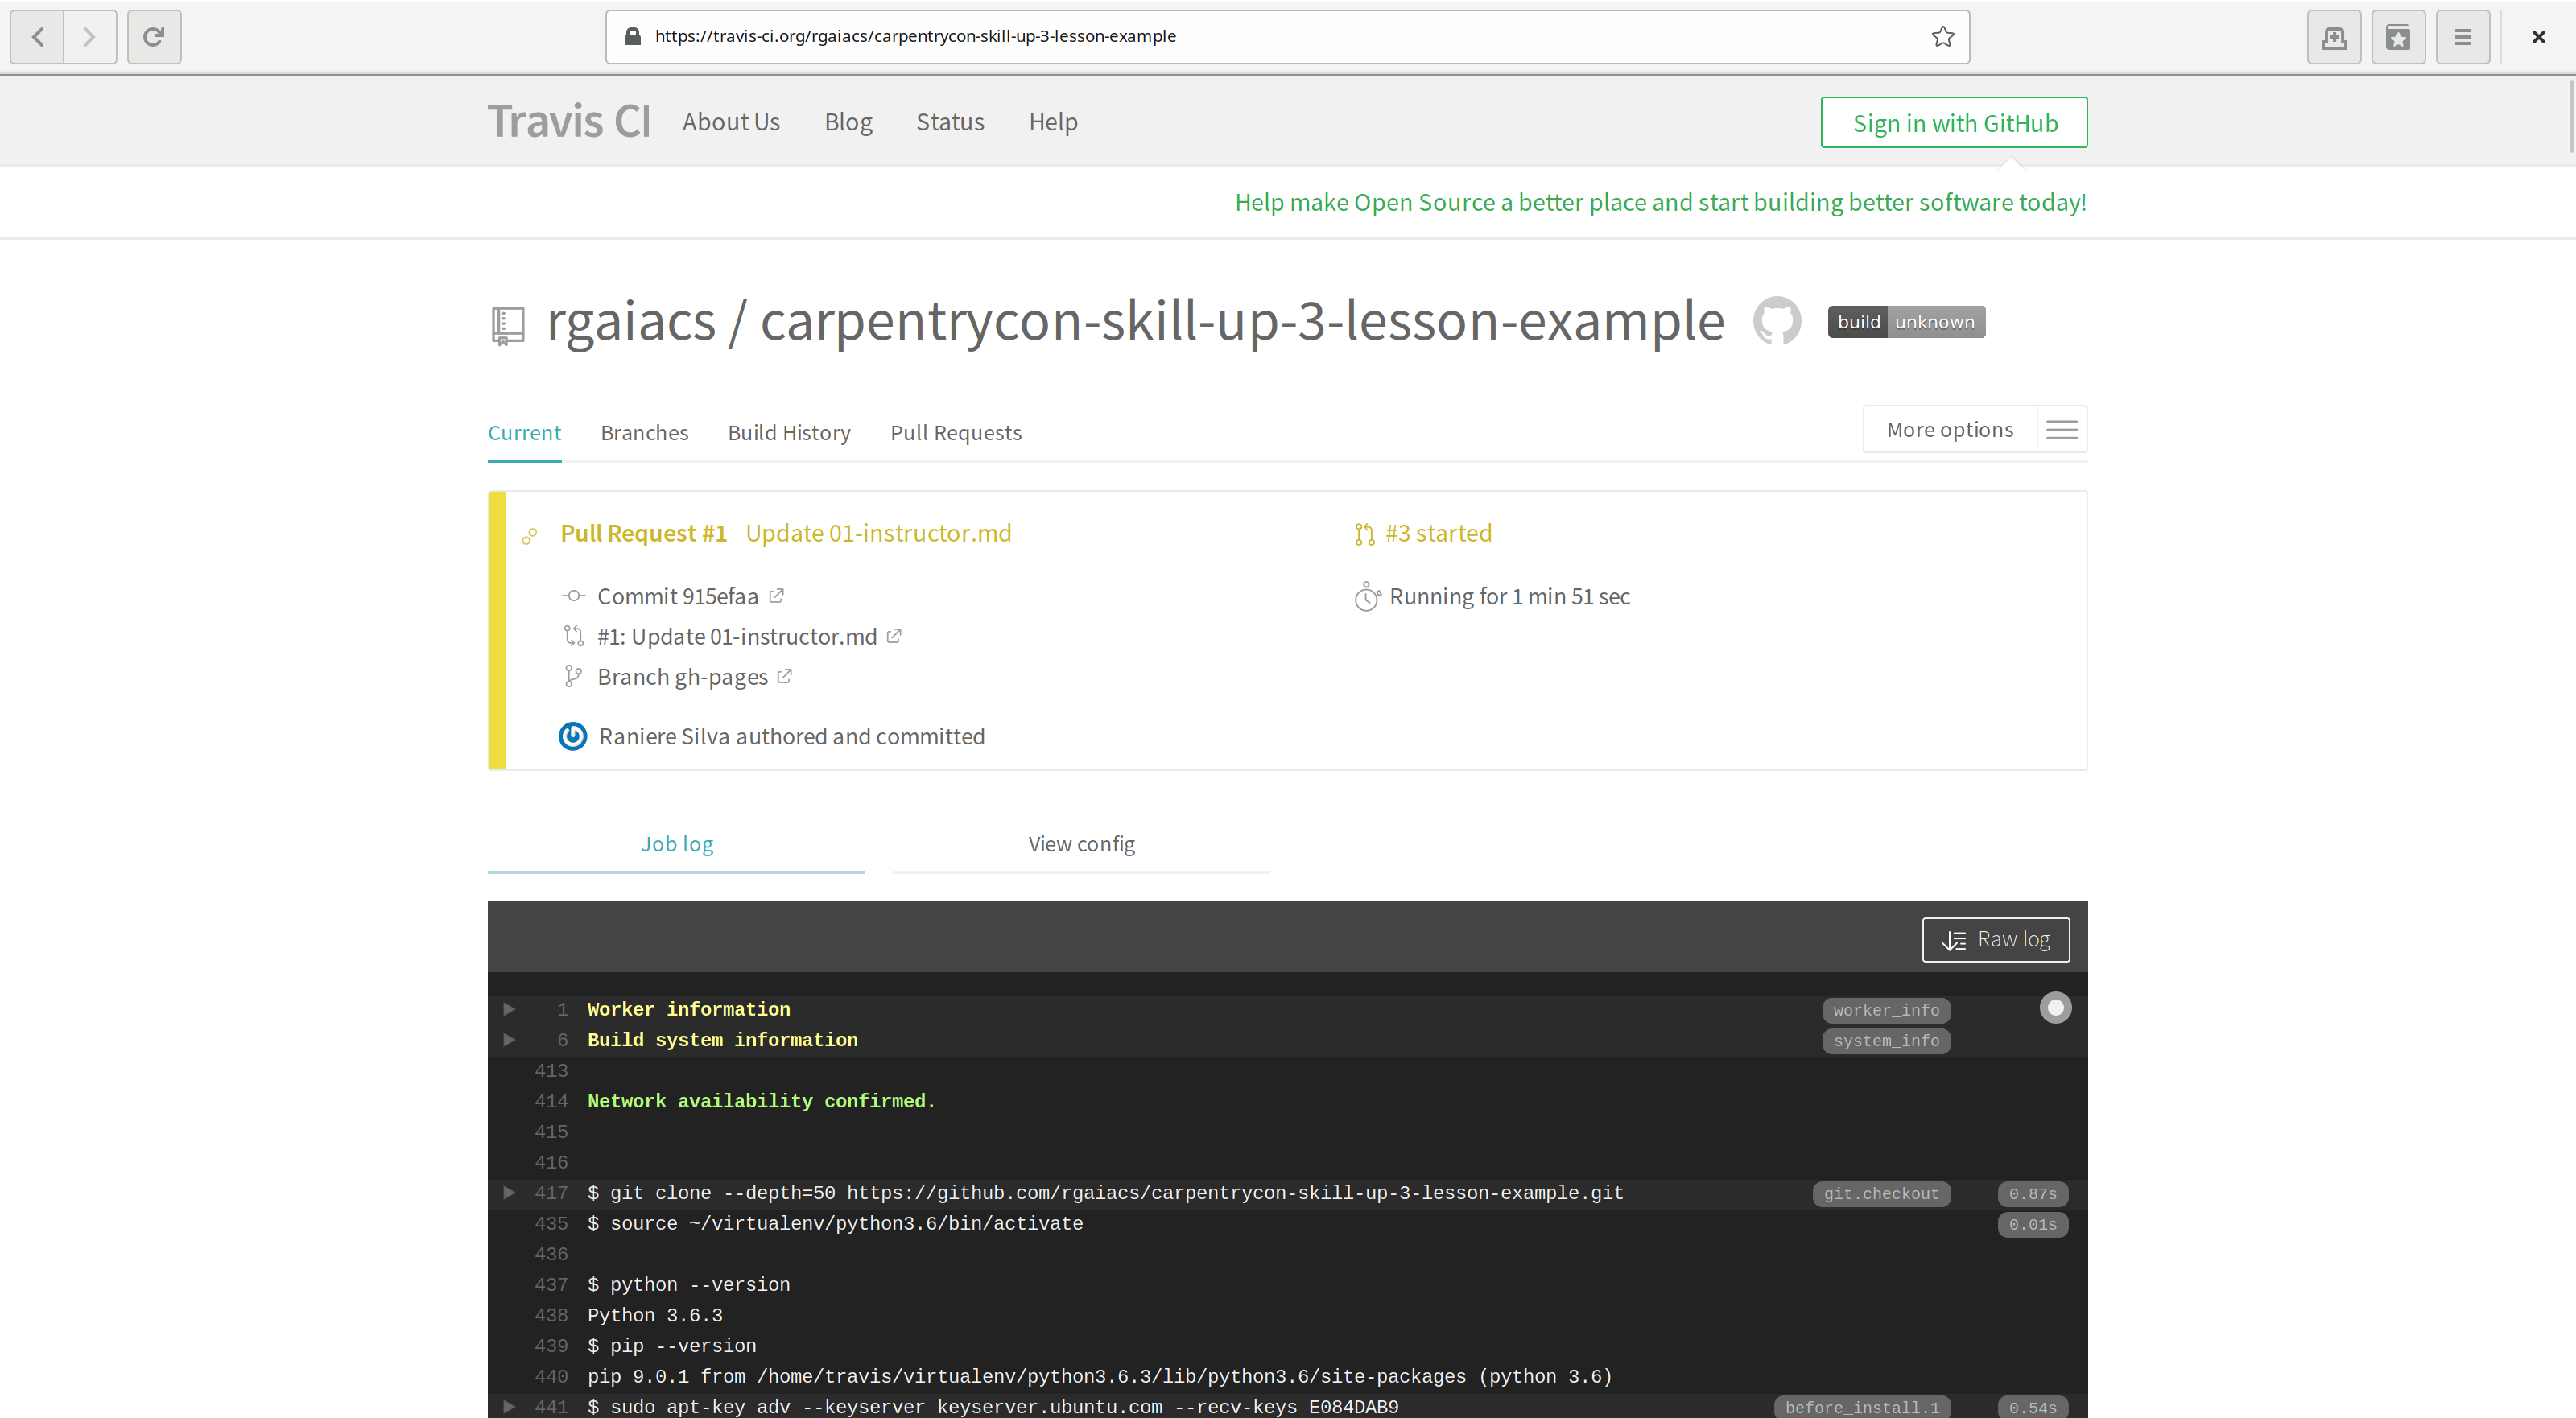 https://travis-ci.org/rgaiacs/carpentrycon-skill-up-3-lesson-example
Travis CI About Us Blog Status Help Sign in with GitHub
Help make Open Source a better place and start building better software today!
rgaiacs / carpentrycon-skill-up-3-lesson-example build unknown
Current Branches Build History Pull Requests More options
Pull Request #1 Update 01-instructor.md #3 started
Commit 915efaa Running for 1 min 51 sec
#1: Update 01-instructor.md
Branch gh-pages
Raniere Silva authored and committed
Job log View config
Raw log
1 Worker information worker_info
6 Build system information system_info
413
414 Network availability confirmed.
415
416
417 $ git clone --depth=50 https://github.com/rgaiacs/carpentrycon-skill-up-3-lesson-example.git git.checkout 0.87s
435 $ source ~/virtualenv/python3.6/bin/activate 0.01s
436
437 $ python --version
438 Python 3.6.3
439 $ pip --version
440 pip 9.0.1 from /home/travis/virtualenv/python3.6.3/lib/python3.6/site-packages (python 3.6)
441 $ sudo apt-key adv --keyserver keyserver.ubuntu.com --recv-keys E084DAB9 before_install.1 0.54s